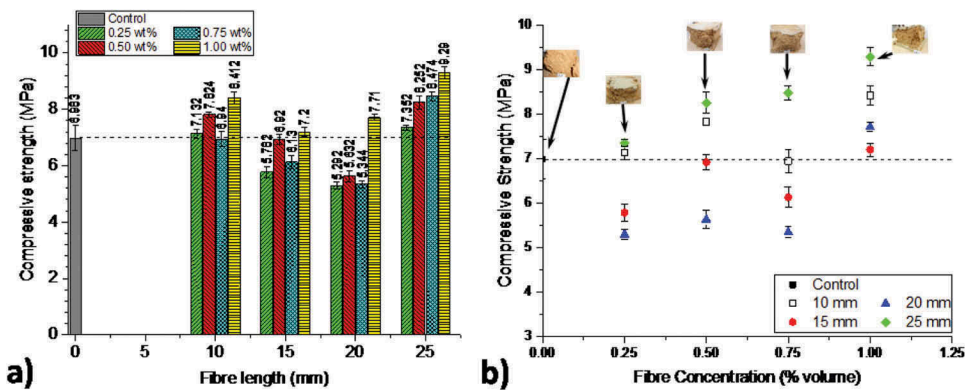 Control
0.25 wt%
0.75 wt%
0.50 wt%
1.00 wt%
Compressive strength (MPa)
10
8
6
4
2
0
7.132
7.824
6.94
8.412
5.782
6.92
6.13
7.2
5.292
5.632
5.344
7.71
7.352
8.252
8.474
9.29
0
5
10
15
20
25
Fibre length (mm)
a)
Compressive Strength (MPa)
10
9
8
7
6
5
4
3
Control
10 mm
20 mm
15 mm
25 mm
0.00
0.25
0.50
0.75
1.00
1.25
Fibre Concentration (% volume)
b)